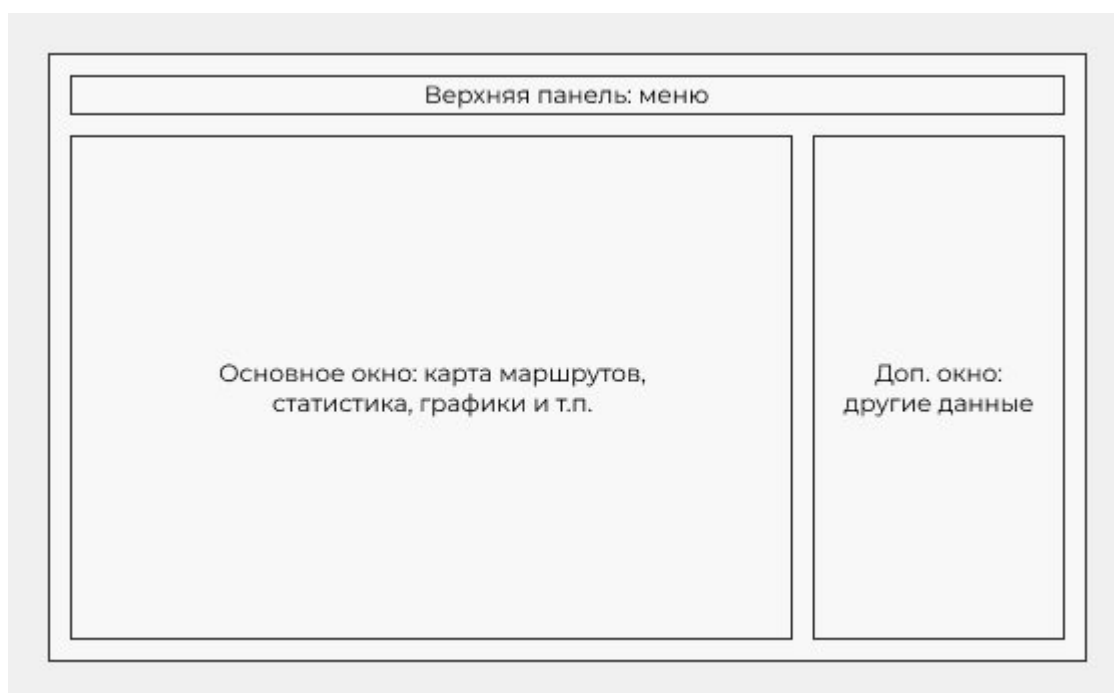 Верхняя панель: меню
Основное окно: карта маршрутов,
статистика, графики и т.п.
Доп. окно:
другие данные